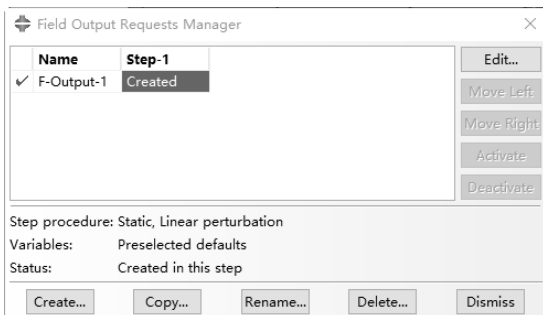 Field Output Requests Manager
Name Step-1 Edit...
F-Output-1 Created
Move Left
Move Right
Activate
Deactivate
Step procedure: Static, Linear perturbation
Variables: Preselected defaults
Status: Created in this step
Create... Copy... Rename... Delete... Dismiss